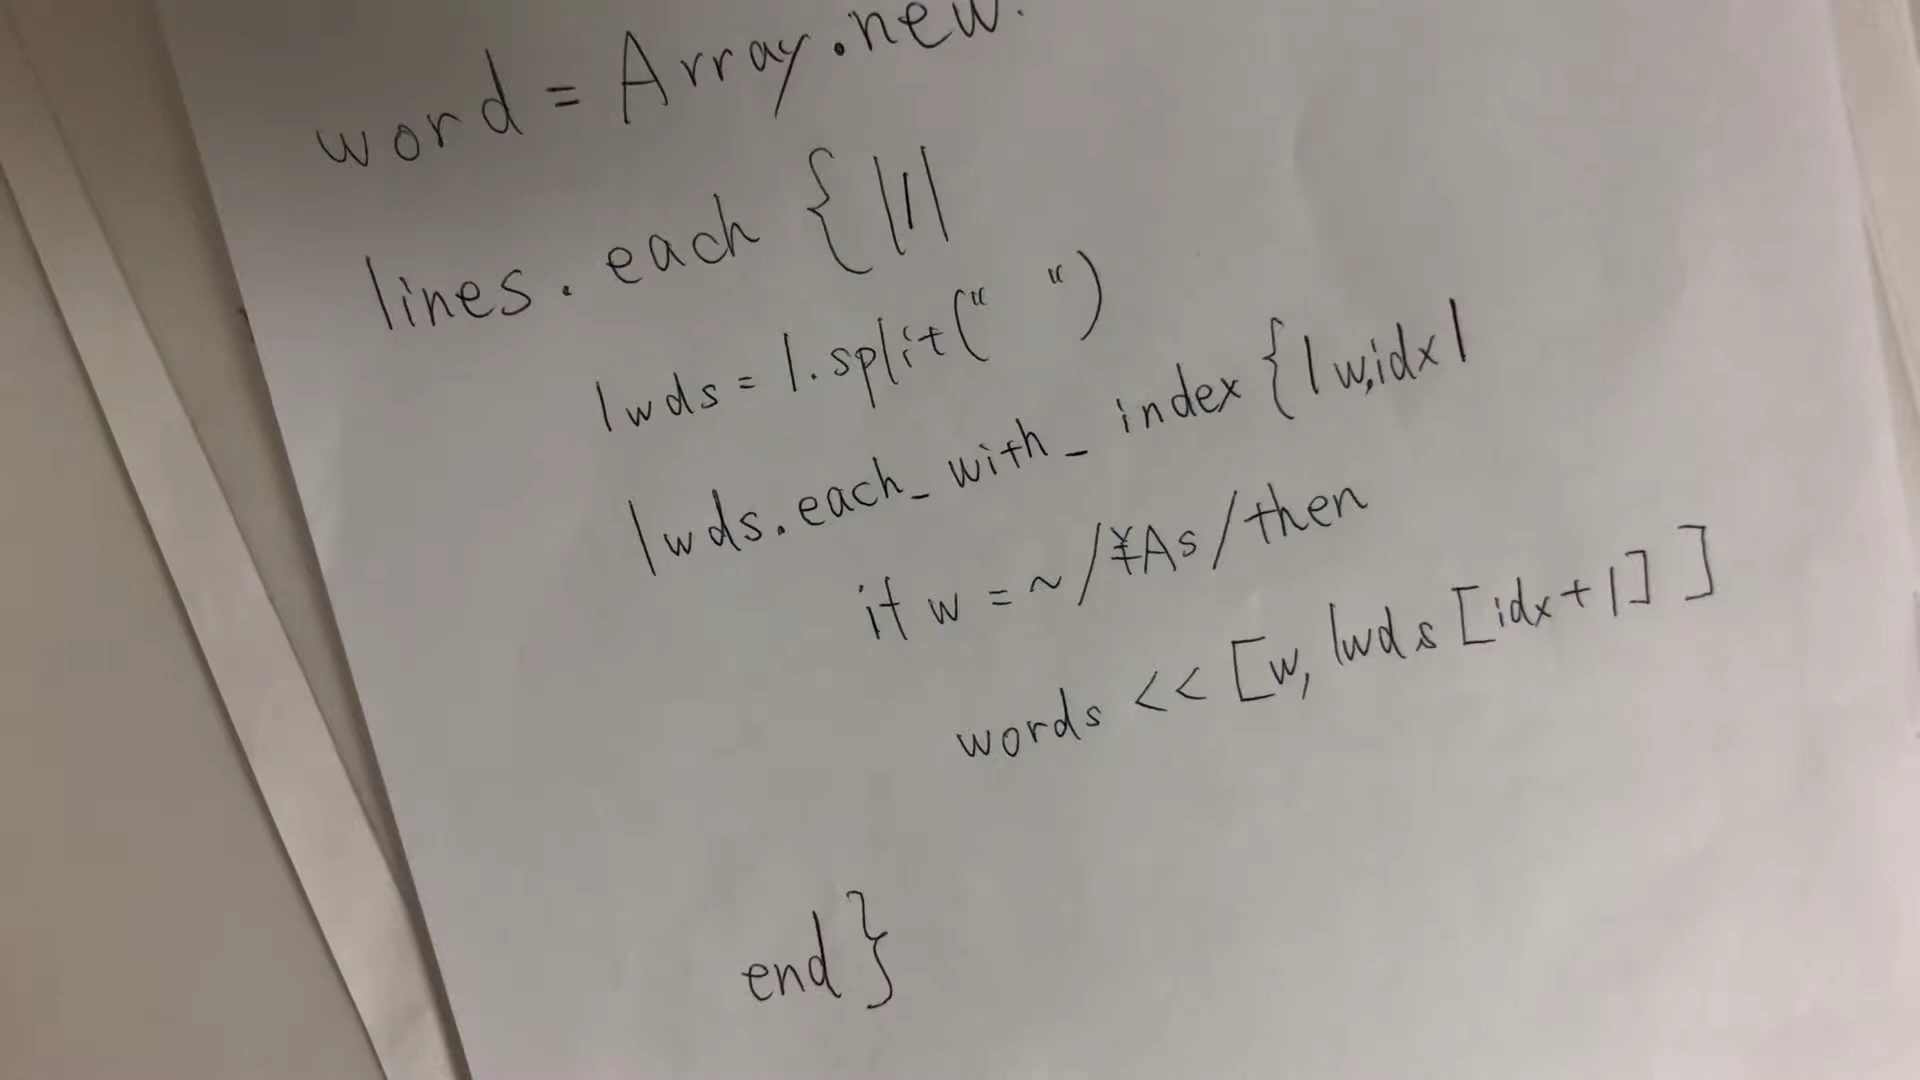 word = Array.new
lines.each { |l|
lwds = l.split(“ “)
lwds.each_with_index { | w,idx |
if w =~ /¥As/ then
words << [w, lwds [idx+1] ]
end }